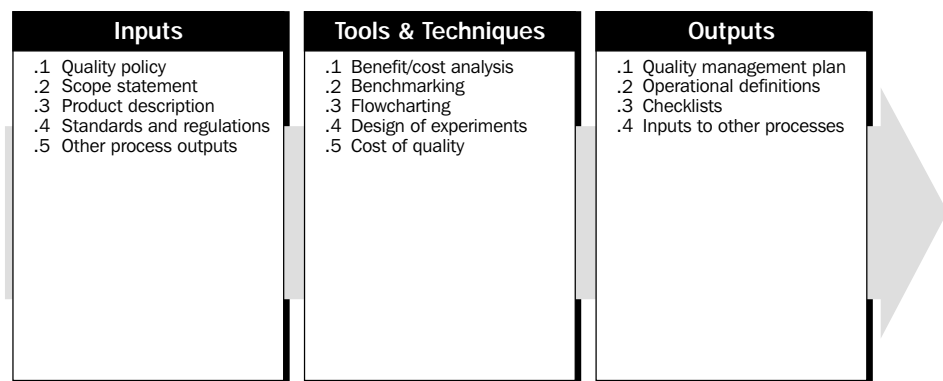 Inputs
.1 Quality policy
.2 Scope statement
.3 Product description
.4 Standards and regulations
.5 Other process outputs
Tools & Techniques
.1 Benefit/cost analysis
.2 Benchmarking
.3 Flowcharting
.4 Design of experiments
.5 Cost of quality
Outputs
.1 Quality management plan
.2 Operational definitions
.3 Checklists
.4 Inputs to other processes